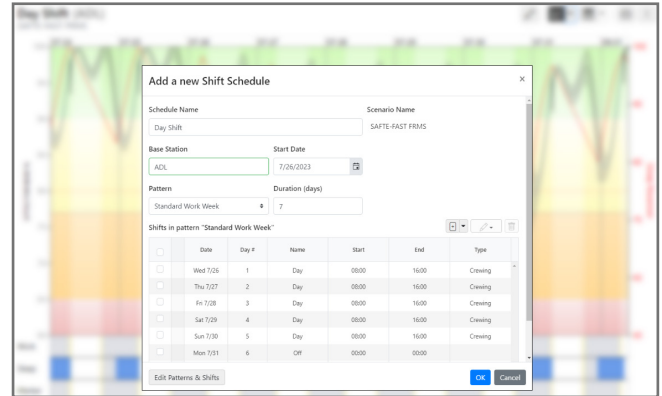 Day Shift (ADL)
Add a new Shift Schedule ×
Schedule Name Scenario Name
Day Shift SAFTE-FAST FRMS
Base Station Start Date
ADL 7/26/2023
Pattern Duration (days)
Standard Work Week 7
Shifts in pattern "Standard Work Week"
Date Day # Name Start End Type
Wed 7/26 1 Day 08:00 16:00 Crewing
Thu 7/27 2 Day 08:00 16:00 Crewing
Fri 7/28 3 Day 08:00 16:00 Crewing
Sat 7/29 4 Day 08:00 16:00 Crewing
Sun 7/30 5 Day 08:00 16:00 Crewing
Mon 7/31 6 Off 00:00 00:00
Edit Patterns & Shifts OK Cancel